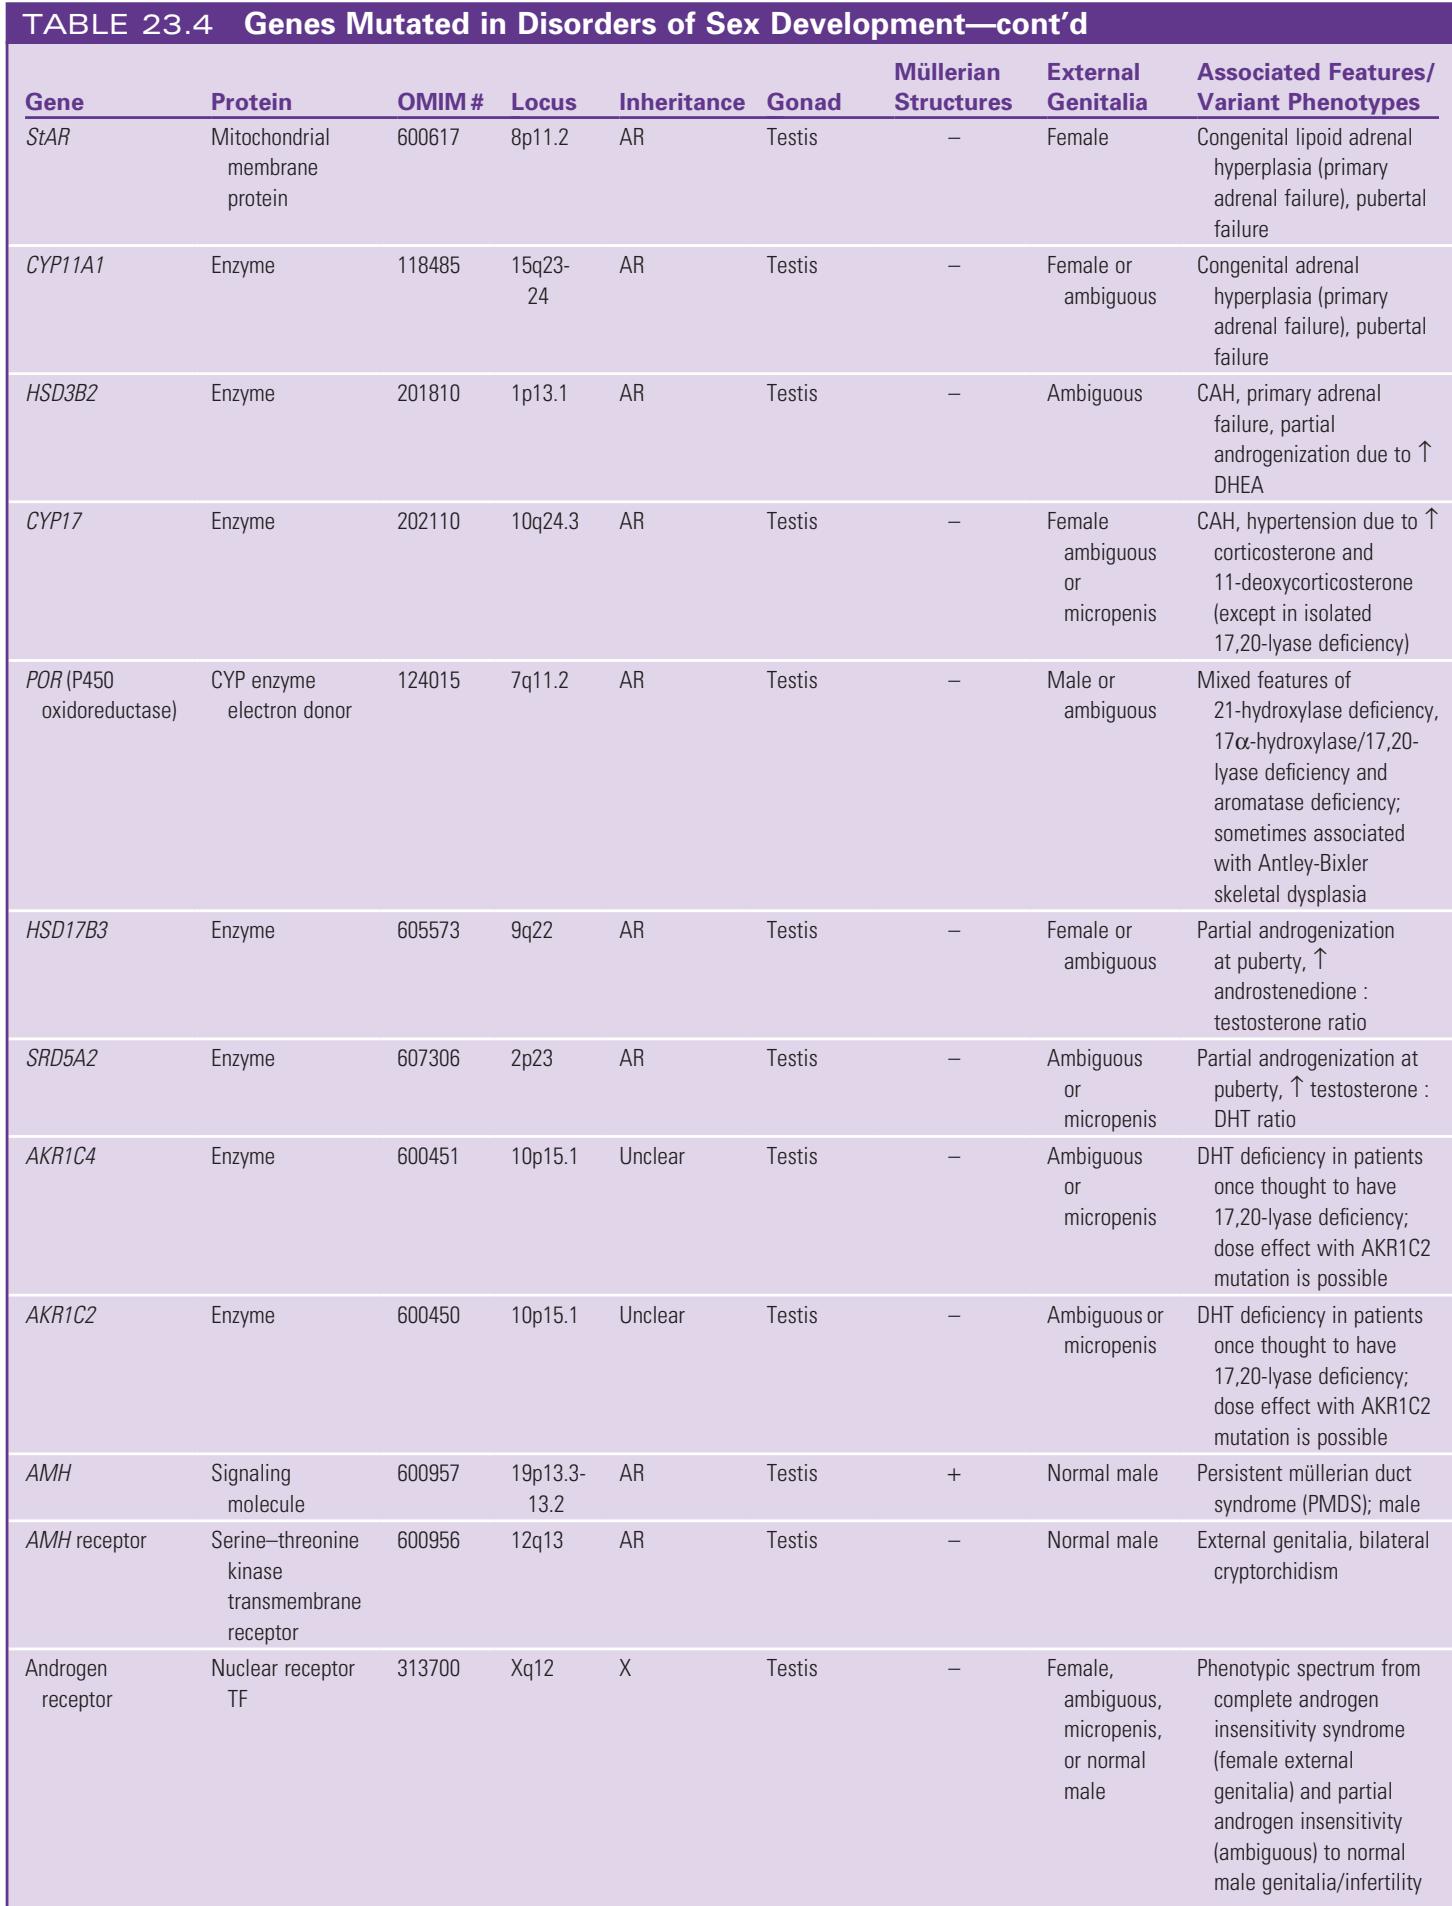 TABLE 23.4 Genes Mutated in Disorders of Sex Development—cont'd
Müllerian External Associated Features/
Gene Protein OMIM # Locus Inheritance Gonad Structures Genitalia Variant Phenotypes
StAR Mitochondrial 600617 8p11.2 AR Testis – Female Congenital lipoid adrenal
membrane hyperplasia (primary
protein adrenal failure), pubertal
failure
CYP11A1 Enzyme 118485 15q23- AR Testis – Female or Congenital adrenal
24 ambiguous hyperplasia (primary
adrenal failure), pubertal
failure
HSD3B2 Enzyme 201810 1p13.1 AR Testis – Ambiguous CAH, primary adrenal
failure, partial
androgenization due to ↑
DHEA
CYP17 Enzyme 202110 10q24.3 AR Testis – Female CAH, hypertension due to ↑
ambiguous corticosterone and
or 11-deoxycorticosterone
micropenis (except in isolated
17,20-lyase deficiency)
POR (P450 CYP enzyme 124015 7q11.2 AR Testis – Male or Mixed features of
oxidoreductase) electron donor ambiguous 21-hydroxylase deficiency,
17α-hydroxylase/17,20-
lyase deficiency and
aromatase deficiency;
sometimes associated
with Antley-Bixler
skeletal dysplasia
HSD17B3 Enzyme 605573 9q22 AR Testis – Female or Partial androgenization
ambiguous at puberty, ↑
androstenedione :
testosterone ratio
SRD5A2 Enzyme 607306 2p23 AR Testis – Ambiguous Partial androgenization at
or puberty, ↑ testosterone :
micropenis DHT ratio
AKR1C4 Enzyme 600451 10p15.1 Unclear Testis – Ambiguous DHT deficiency in patients
or once thought to have
micropenis 17,20-lyase deficiency;
dose effect with AKR1C2
mutation is possible
AKR1C2 Enzyme 600450 10p15.1 Unclear Testis – Ambiguous or DHT deficiency in patients
micropenis once thought to have
17,20-lyase deficiency;
dose effect with AKR1C2
mutation is possible
AMH Signaling 600957 19p13.3- AR Testis + Normal male Persistent müllerian duct
molecule 13.2 syndrome (PMDS); male
AMH receptor Serine–threonine 600956 12q13 AR Testis – Normal male External genitalia, bilateral
kinase cryptorchidism
transmembrane
receptor
Androgen Nuclear receptor 313700 Xq12 X Testis – Female, Phenotypic spectrum from
receptor TF ambiguous, complete androgen
micropenis, insensitivity syndrome
or normal (female external
male genitalia) and partial
androgen insensitivity
(ambiguous) to normal
male genitalia/infertility